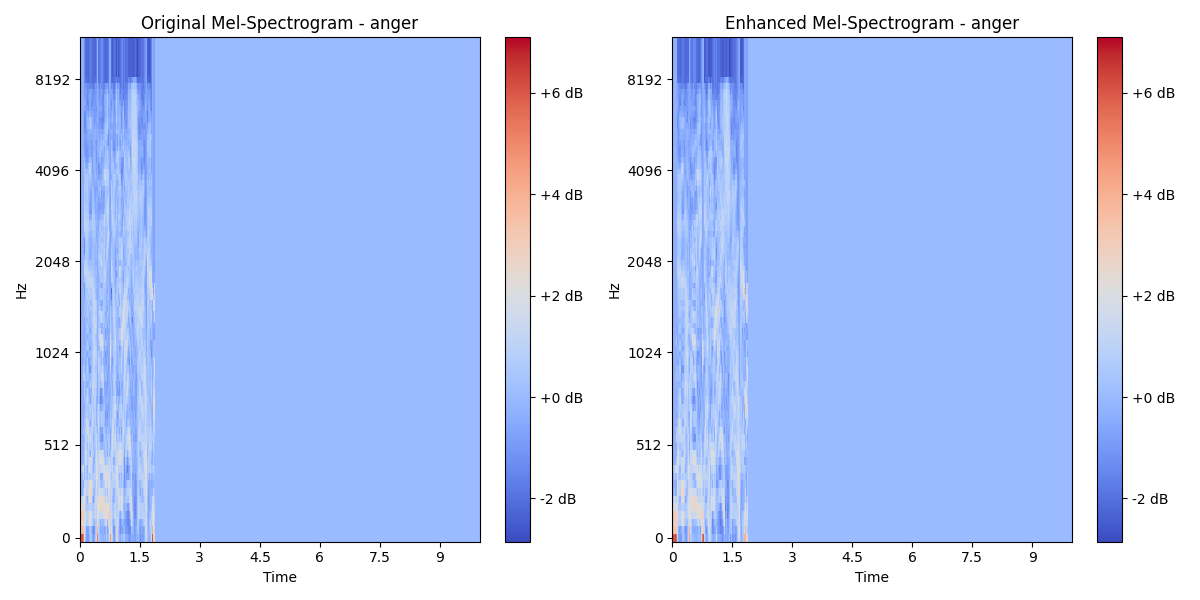 Original Mel-Spectrogram - anger
Hz
8192
4096
2048
1024
512
0
0 1.5 3 4.5 6 7.5 9
Time
+6 dB
+4 dB
+2 dB
+0 dB
-2 dB
Enhanced Mel-Spectrogram - anger
Hz
8192
4096
2048
1024
512
0
0 1.5 3 4.5 6 7.5 9
Time
+6 dB
+4 dB
+2 dB
+0 dB
-2 dB